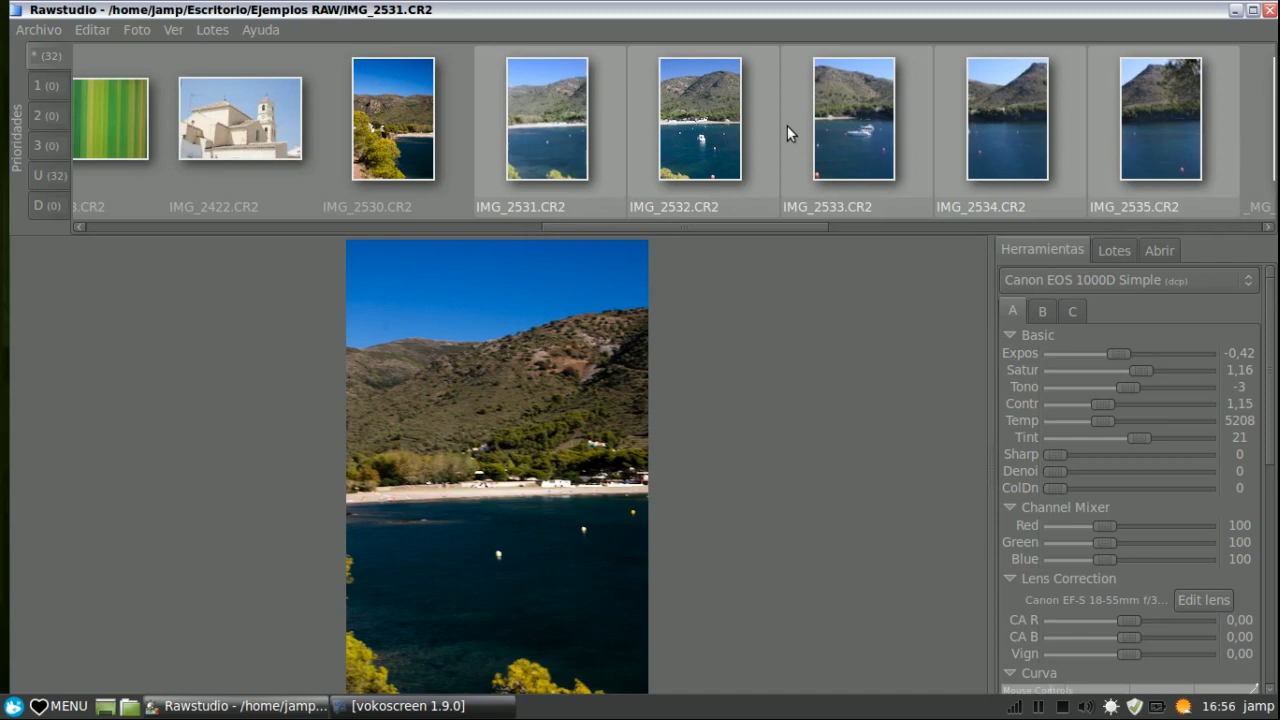 Rawstudio - /home/jamp/Escritorio/Ejemplos RAW/IMG_2531.CR2
Archivo Editar Foto Ver Lotes Ayuda
Prioridades
* (32)
1 (0)
2 (0)
3 (0)
U (32)
D (0)
3.CR2 IMG_2422.CR2 IMG_2530.CR2 IMG_2531.CR2 IMG_2532.CR2 IMG_2533.CR2 IMG_2534.CR2 IMG_2535.CR2 _MG_
Herramientas Lotes Abrir
Canon EOS 1000D Simple (dcp)
A B C
Basic
Expos -0,42
Satur 1,16
Tono -3
Contr 1,15
Temp 5208
Tint 21
Sharp 0
Denoi 0
ColDn 0
Channel Mixer
Red 100
Green 100
Blue 100
Lens Correction
Canon EF-S 18-55mm f/3... Edit lens
CA R 0,00
CA B 0,00
Vign 0,00
Curva
Mouse Controls
MENU Rawstudio - /home/jamp... [vokoscreen 1.9.0] 16:56 jamp